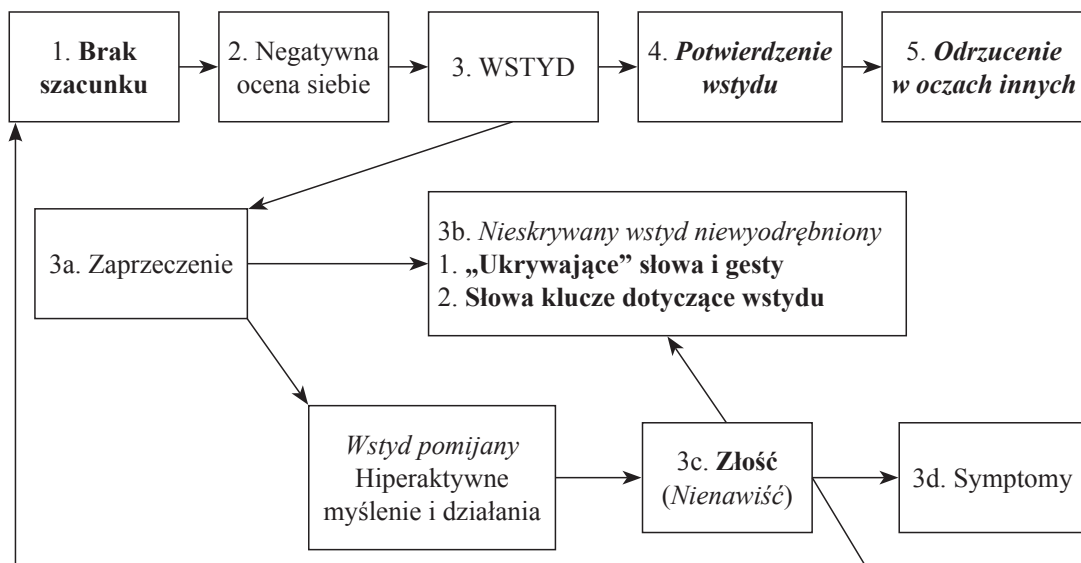 1. Brak
szacunku
2. Negatywna
ocena siebie
3. WSTYD
4. Potwierdzenie
wstydu
5. Odrzucenie
w oczach innych
3a. Zaprzeczenie
3b. Nieskrywany wstyd niewyodrębniony
1. „Ukrywające” słowa i gesty
2. Słowa klucze dotyczące wstydu
Wstyd pomijany
Hiperaktywne
myślenie i działania
3c. Złość
(Nienawiść)
3d. Symptomy